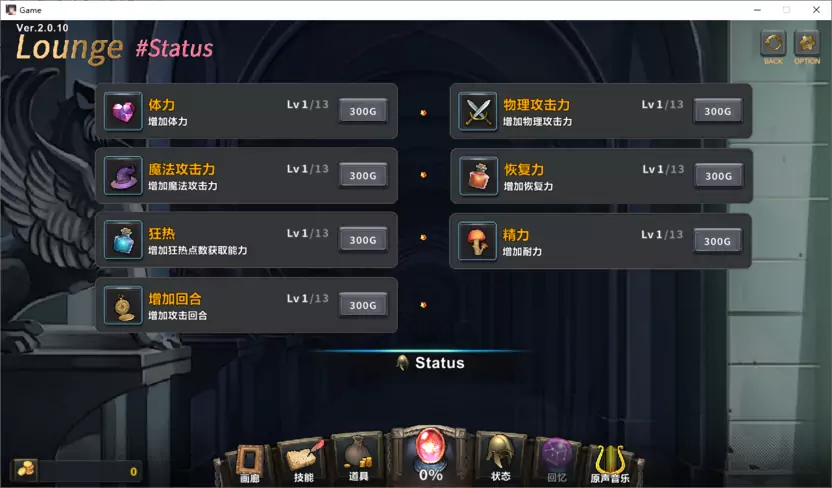 Game
Ver.2.0.10
Lounge #Status
BACK OPTION
体力 Lv 1/13 300G
增加体力
物理攻击力 Lv 1/13 300G
增加物理攻击力
魔法攻击力 Lv 1/13 300G
增加魔法攻击力
恢复力 Lv 1/13 300G
增加恢复力
狂热 Lv 1/13 300G
增加狂热点数获取能力
精力 Lv 1/13 300G
增加耐力
增加回合 Lv 1/13 300G
增加攻击回合
Status
0
画廊 技能 道具 0% 状态 回忆 原声音乐